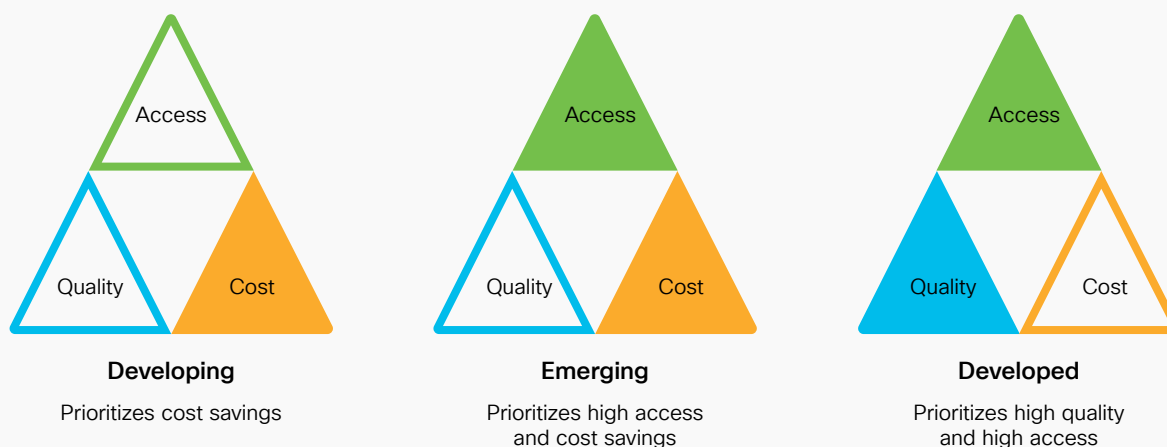 Access
Quality
Cost
Developing
Prioritizes cost savings
Access
Quality
Cost
Emerging
Prioritizes high access
and cost savings
Access
Quality
Cost
Developed
Prioritizes high quality
and high access